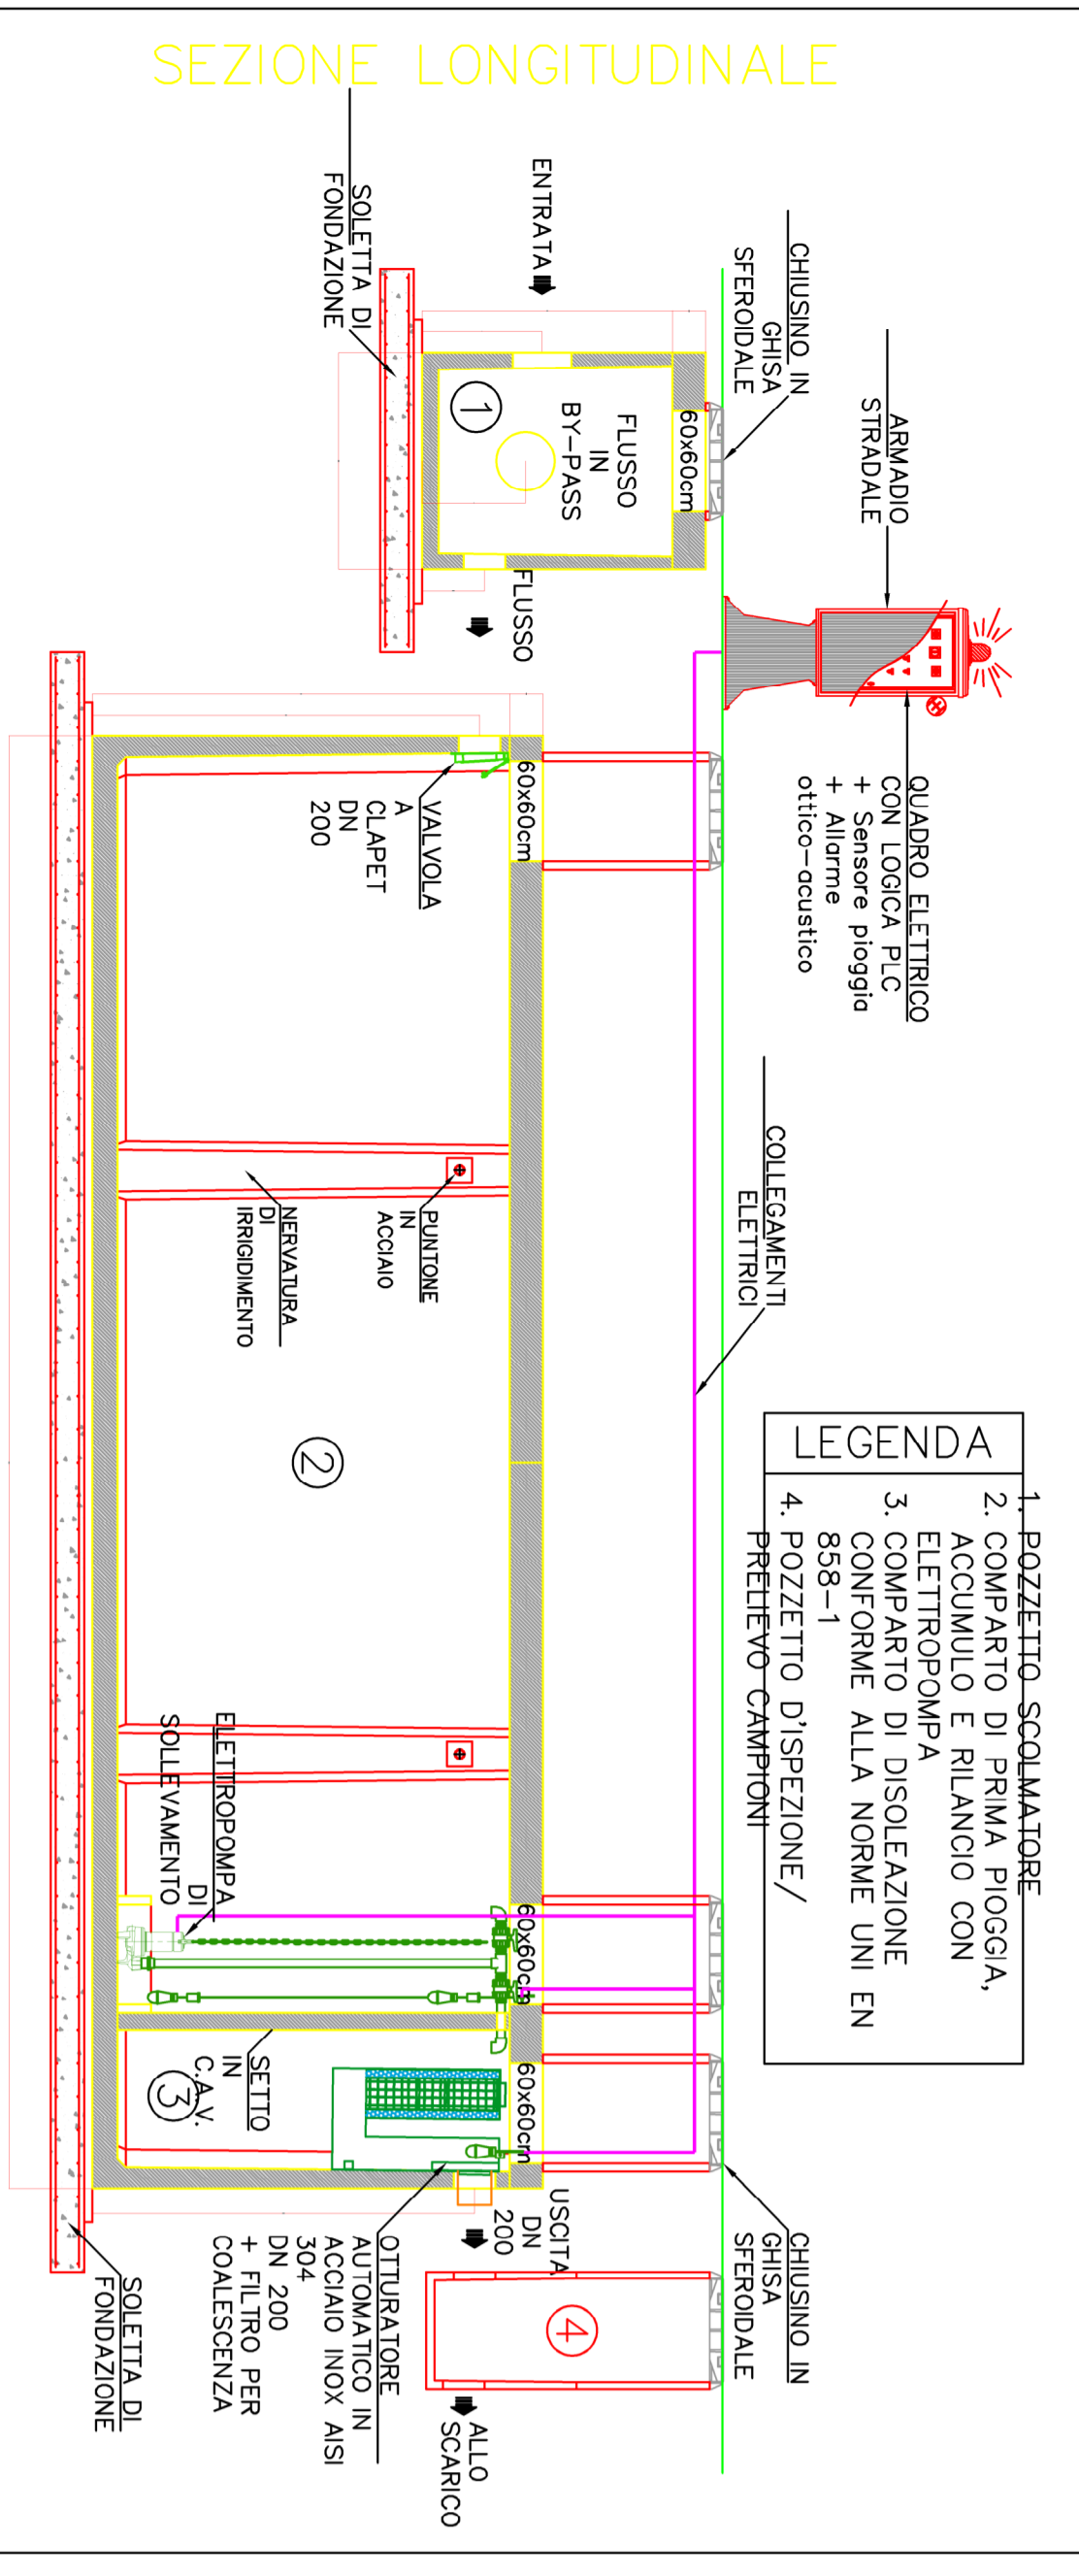 SEZIONE LONGITUDINALE
ENTRATA
SOLETTA DI
FONDAZIONE
CHIUSINO IN
GHISA
SFEROIDALE
ARMADIO
STRADALE
60x60cm
FLUSSO
IN
BY-PASS
1
FLUSSO
QUADRO ELETTRICO
CON LOGICA PLC
+ Sensore pioggia
+ Allarme
ottico-acustico
60x60cm
VALVOLA
A
CLAPET
DN
200
COLLEGAMENTI
ELETTRICI
PUNTONE
IN
ACCIAIO
NERVATURA
DI
IRRIGIDIMENTO
2
LEGENDA
1. POZZETTO SCOLMATORE
2. COMPARTO DI PRIMA PIOGGIA,
ACCUMULO E RILANCIO CON
ELETTROPOMPA
3. COMPARTO DI DISOLEAZIONE
CONFORME ALLA NORME UNI EN
858-1
4. POZZETTO D'ISPEZIONE/
PRELIEVO CAMPIONI
ELETTROPOMPA
DI
SOLLEVAMENTO
60x60cm
60x60cm
SETTO
IN
C.A.V.
3
USCITA
DN
200
OTTURATORE
AUTOMATICO IN
ACCIAIO INOX AISI
304
DN 200
+ FILTRO PER
COALESCENZA
CHIUSINO IN
GHISA
SFEROIDALE
4
SOLETTA DI
FONDAZIONE
ALLO
SCARICO